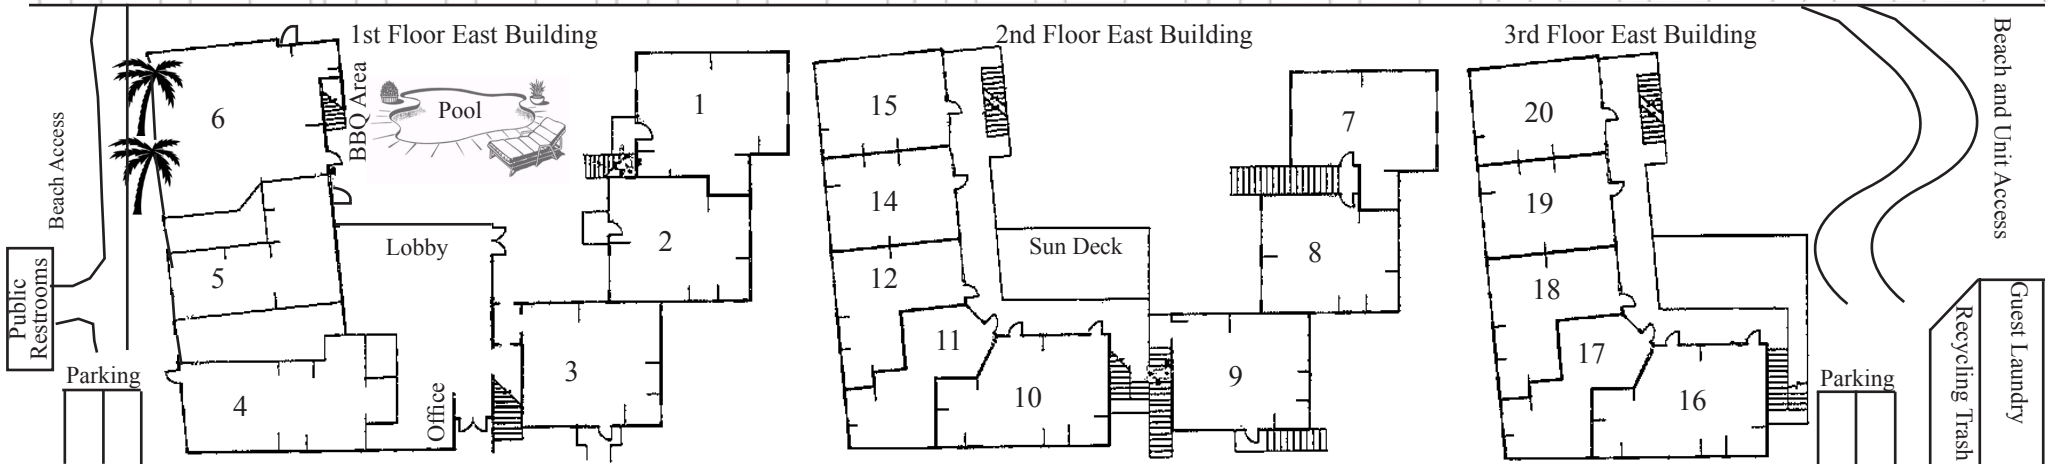 1st Floor East Building
2nd Floor East Building
3rd Floor East Building
Beach Access
Public
Restrooms
Parking
6
BBQ Area
Pool
1
5
Lobby
2
4
Office
3
15
14
12
11
10
Sun Deck
7
8
9
20
19
18
17
16
Beach and Unit Access
Parking
Recycling Trash
Guest Laundry